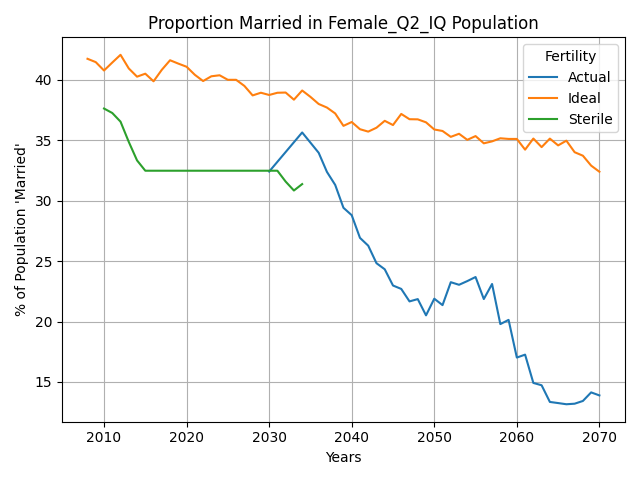 Proportion Married in Female_Q2_IQ Population
% of Population 'Married'
40
35
30
25
20
15
Fertility
Actual
Ideal
Sterile
2010 2020 2030 2040 2050 2060 2070
Years